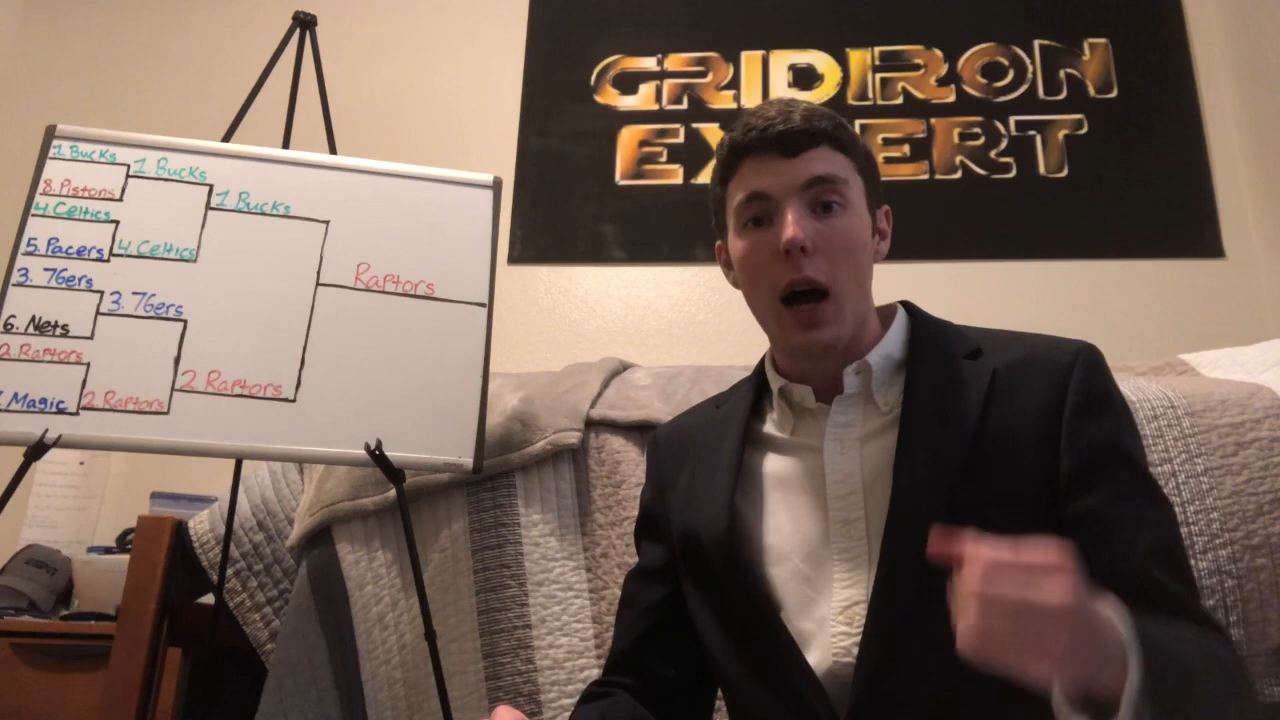 GRIDIRON
EXPERT
1. Bucks
8. Pistons
4. Celtics
5. Pacers
3. 76ers
6. Nets
2. Raptors
7. Magic
1. Bucks
4. Celtics
3. 76ers
2. Raptors
1. Bucks
2. Raptors
Raptors